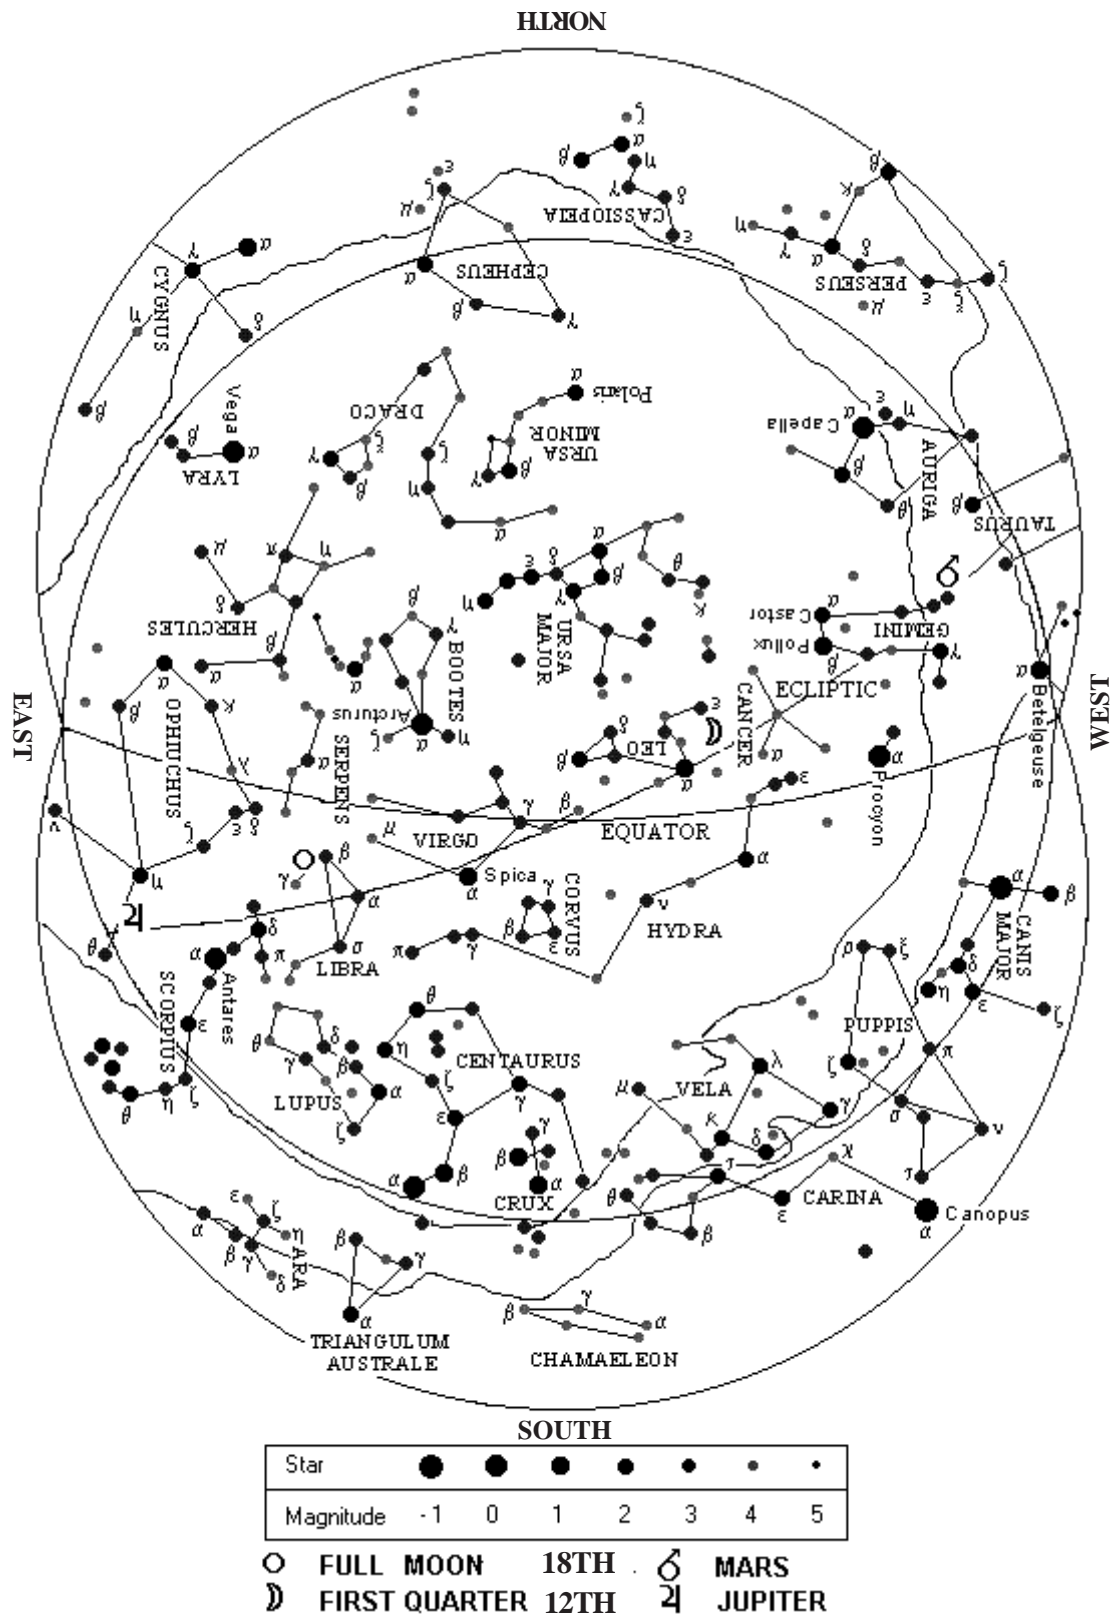 NORTH
ζ
α
β
η
γ
δ
CASSIOPEIA
ε
β
κ
η
γ
α
δ
PERSEUS
ε
ξ
ζ
μ
ε
ζ
μ
α
CEPHEUS
β
γ
γ
α
CYGNUS
η
δ
β
Vega
β
α
LYRA
DRACO
ξ
γ
β
ζ
η
α
α
Polaris
URSA
MINOR
γ
β
α
Capella
ε
η
AURIGA
β
θ
β
TAURUS
μ
π
η
δ
HERCULES
β
α
α
β
γ
BOOTES
Arcturus
ζ
α
η
α
δ
ε
β
γ
η
URSA
MAJOR
θ
κ
Castor
α
Pollux
β
GEMINI
γ
ECLIPTIC
α
Betelgeuse
EAST
WEST
α
β
OPHIUCHUS
κ
λ
ε
δ
ζ
ν
η
SERPENS
α
δ
β
LEO
ε
α
CANCER
α
α
Procyon
μ
VIRGO
γ
β
EQUATOR
ε
α
Spica
α
β
γ
α
σ
LIBRA
γ
CORVUS
β
ε
ν
HYDRA
π
γ
α
β
CANIS
MAJOR
δ
η
ε
ζ
θ
SCORPIUS
α
Antares
δ
π
ε
θ
η
ζ
θ
δ
γ
β
LUPUS
α
ζ
θ
η
CENTAURUS
ζ
γ
ε
α
β
γ
β
α
CRUX
ρ
ξ
PUPPIS
ζ
π
σ
ν
τ
μ
VELA
λ
κ
δ
γ
τ
χ
CARINA
ε
Canopus
α
θ
β
ε
α
ζ
β
γ
η
ARA
δ
β
γ
α
TRIANGULUM
AUSTRALE
β
γ
α
CHAMAELEON
SOUTH
Star
Magnitude -1 0 1 2 3 4 5
FULL MOON 18TH ♂ MARS
FIRST QUARTER 12TH ♃ JUPITER